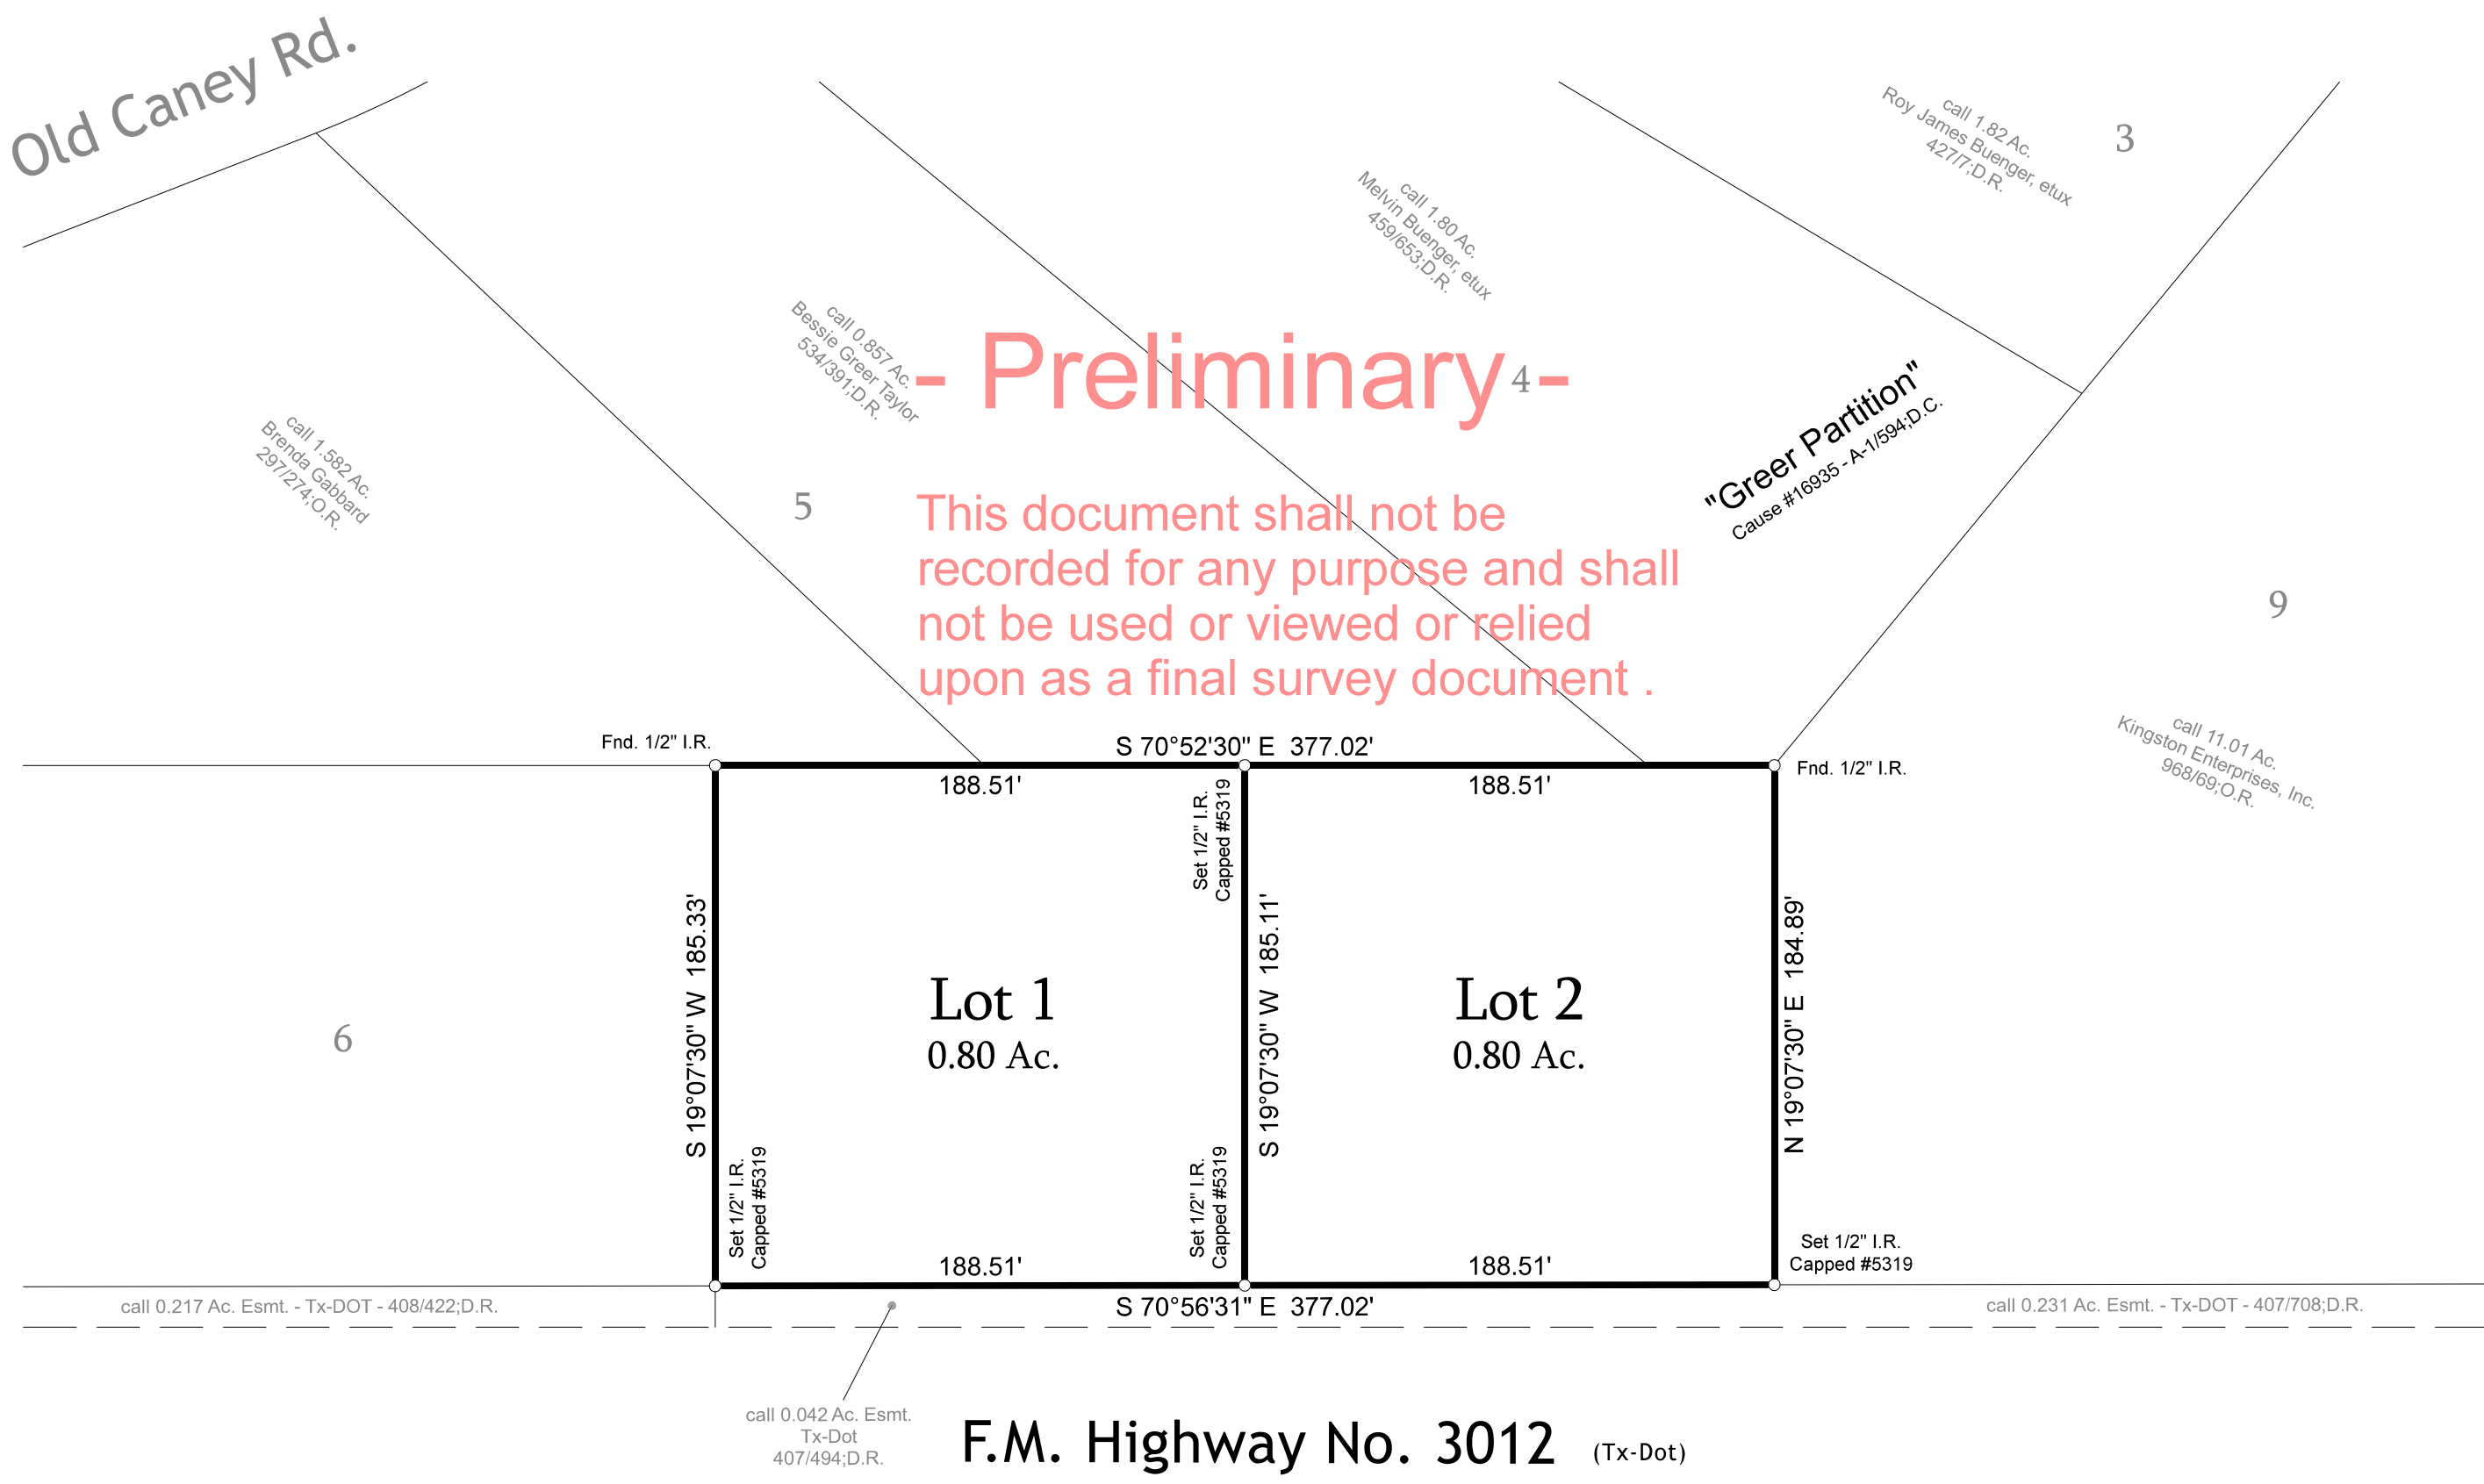 Old Caney Rd.
call 1.82 Ac.
Roy James Buenger, etux
427/7;D.R.
3
call 1.80 Ac.
Melvin Buenger, etux
459/653;D.R.
call 0.857 Ac.
Bessie Greer Taylor
534/391;D.R.
- Preliminary -
4
"Greer Partition"
Cause #16935 - A-1/594;D.C.
call 1.582 Ac.
Brenda Gabbard
297/274;O.R.
5
This document shall not be
recorded for any purpose and shall
not be used or viewed or relied
upon as a final survey document .
9
call 11.01 Ac.
Kingston Enterprises, Inc.
968/69;O.R.
Fnd. 1/2" I.R.
S 70°52'30" E 377.02'
Fnd. 1/2" I.R.
188.51'
188.51'
Set 1/2" I.R.
Capped #5319
S 19°07'30" W 185.33'
S 19°07'30" W 185.11'
N 19°07'30" E 184.89'
Lot 1
0.80 Ac.
Lot 2
0.80 Ac.
6
Set 1/2" I.R.
Capped #5319
Set 1/2" I.R.
Capped #5319
Set 1/2" I.R.
Capped #5319
188.51'
188.51'
call 0.217 Ac. Esmt. - Tx-DOT - 408/422;D.R.
S 70°56'31" E 377.02'
call 0.231 Ac. Esmt. - Tx-DOT - 407/708;D.R.
call 0.042 Ac. Esmt.
Tx-Dot
407/494;D.R.
F.M. Highway No. 3012 (Tx-Dot)